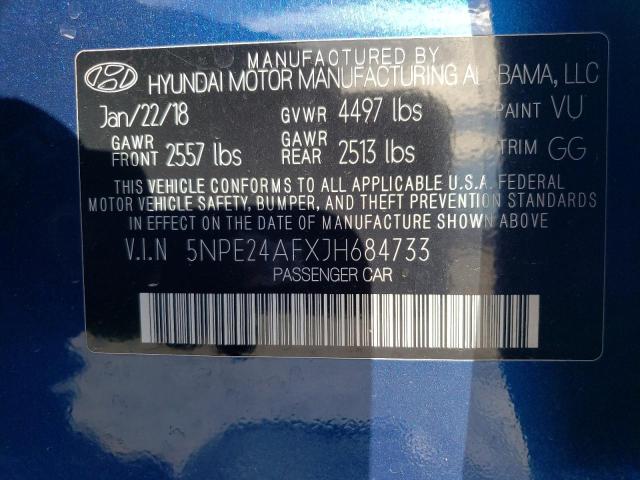 MANUFACTURED BY
HYUNDAI MOTOR MANUFACTURING ALABAMA, LLC
Jan/22/18 GVWR 4497 lbs PAINT VU
GAWR FRONT 2557 lbs GAWR REAR 2513 lbs TRIM GG
THIS VEHICLE CONFORMS TO ALL APPLICABLE U.S.A. FEDERAL
MOTOR VEHICLE SAFETY, BUMPER, AND THEFT PREVENTION STANDARDS
IN EFFECT ON THE DATE OF MANUFACTURE SHOWN ABOVE
V.I.N 5NPE24AFXJH684733
PASSENGER CAR